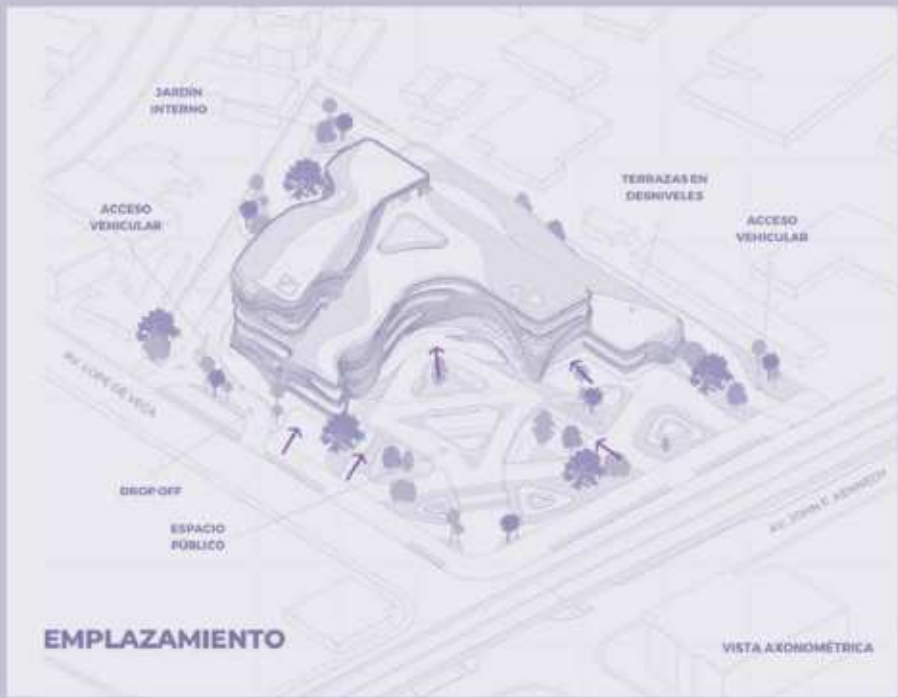 JARDÍN
INTERNO
TERRAZAS EN
DESNIVELES
ACCESO
VEHICULAR
ACCESO
VEHICULAR
AV. LOPE DE VEGA
DROP-OFF
ESPACIO
PÚBLICO
AV. JOHN F. KENNEDY
EMPLAZAMIENTO
VISTA AXONOMÉTRICA